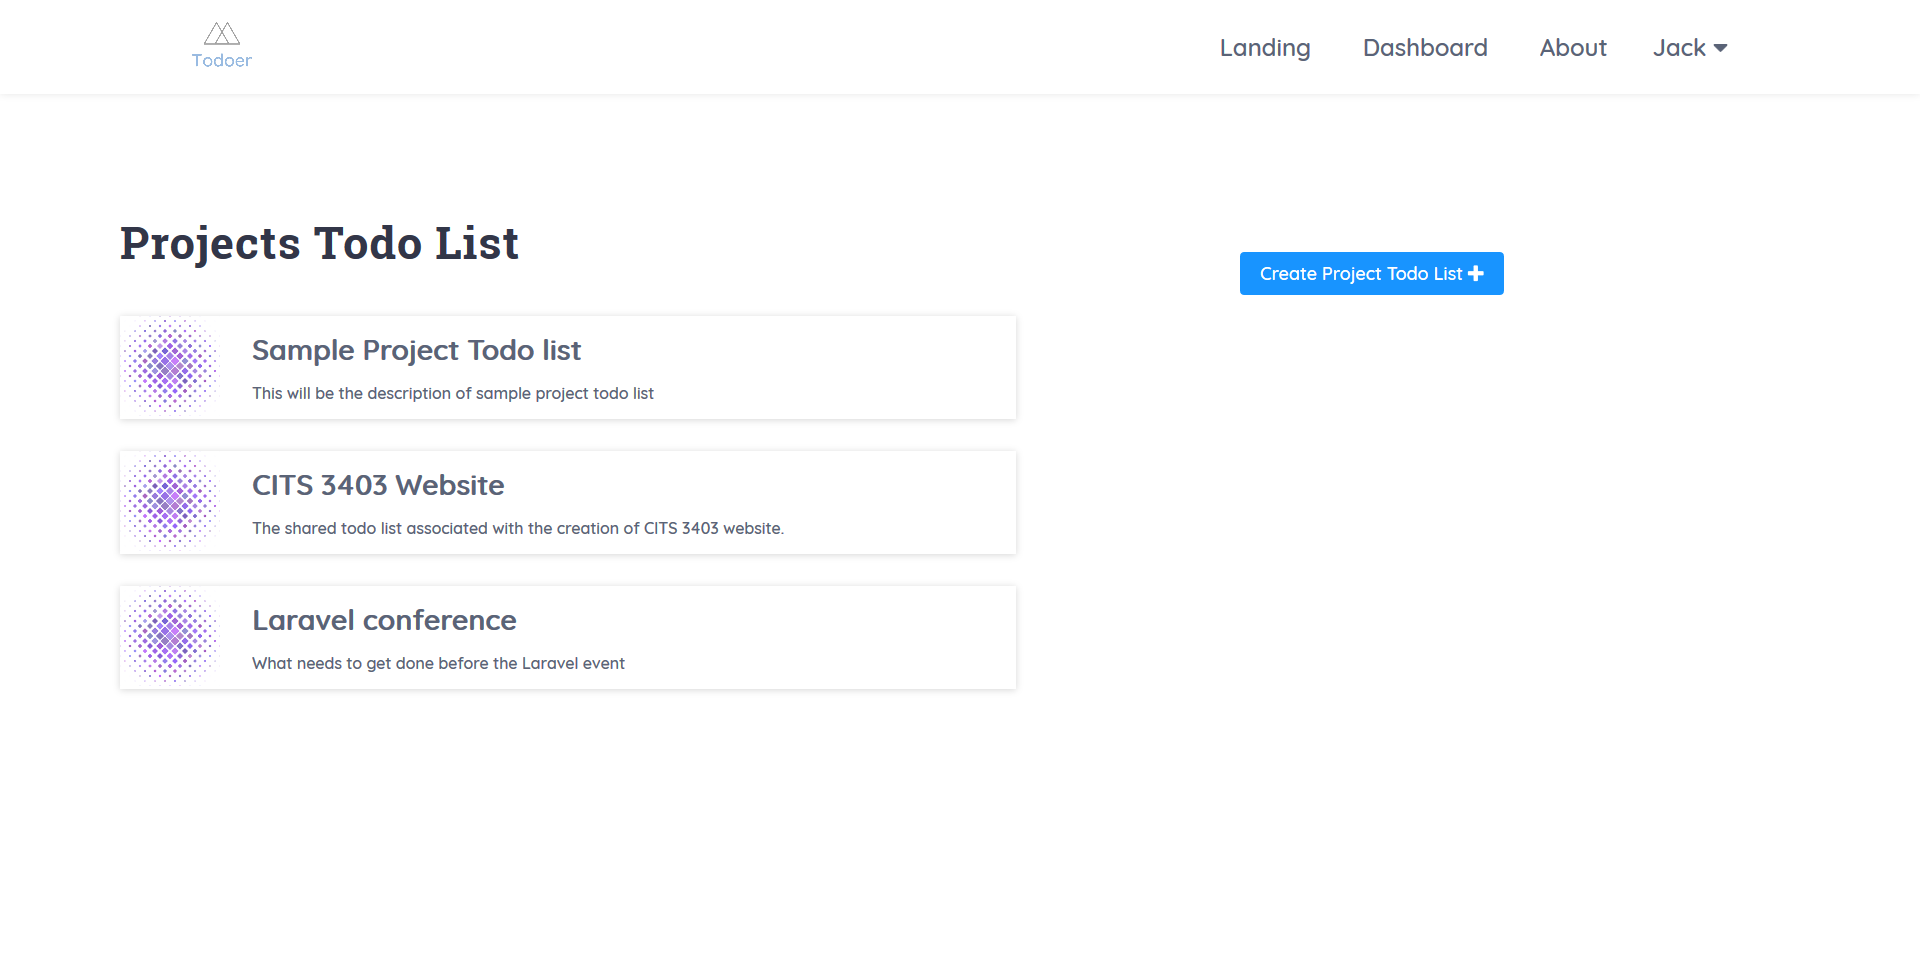 Todoer
Landing Dashboard About Jack
Projects Todo List
Create Project Todo List
Sample Project Todo list
This will be the description of sample project todo list
CITS 3403 Website
The shared todo list associated with the creation of CITS 3403 website.
Laravel conference
What needs to get done before the Laravel event